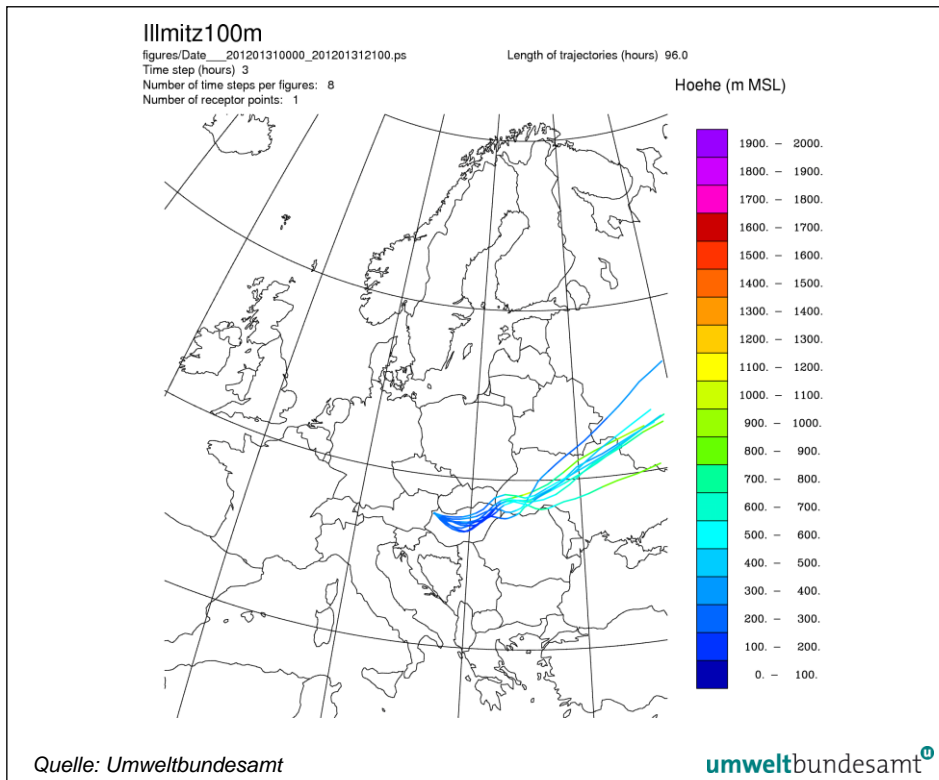 Illmitz100m
figures/Date___201201310000_201201312100.ps Length of trajectories (hours) 96.0
Time step (hours) 3
Number of time steps per figures: 8
Number of receptor points: 1
Hoehe (m MSL)
1900. – 2000.
1800. – 1900.
1700. – 1800.
1600. – 1700.
1500. – 1600.
1400. – 1500.
1300. – 1400.
1200. – 1300.
1100. – 1200.
1000. – 1100.
900. – 1000.
800. – 900.
700. – 800.
600. – 700.
500. – 600.
400. – 500.
300. – 400.
200. – 300.
100. – 200.
0. – 100.
Quelle: Umweltbundesamt
umweltbundesamt u